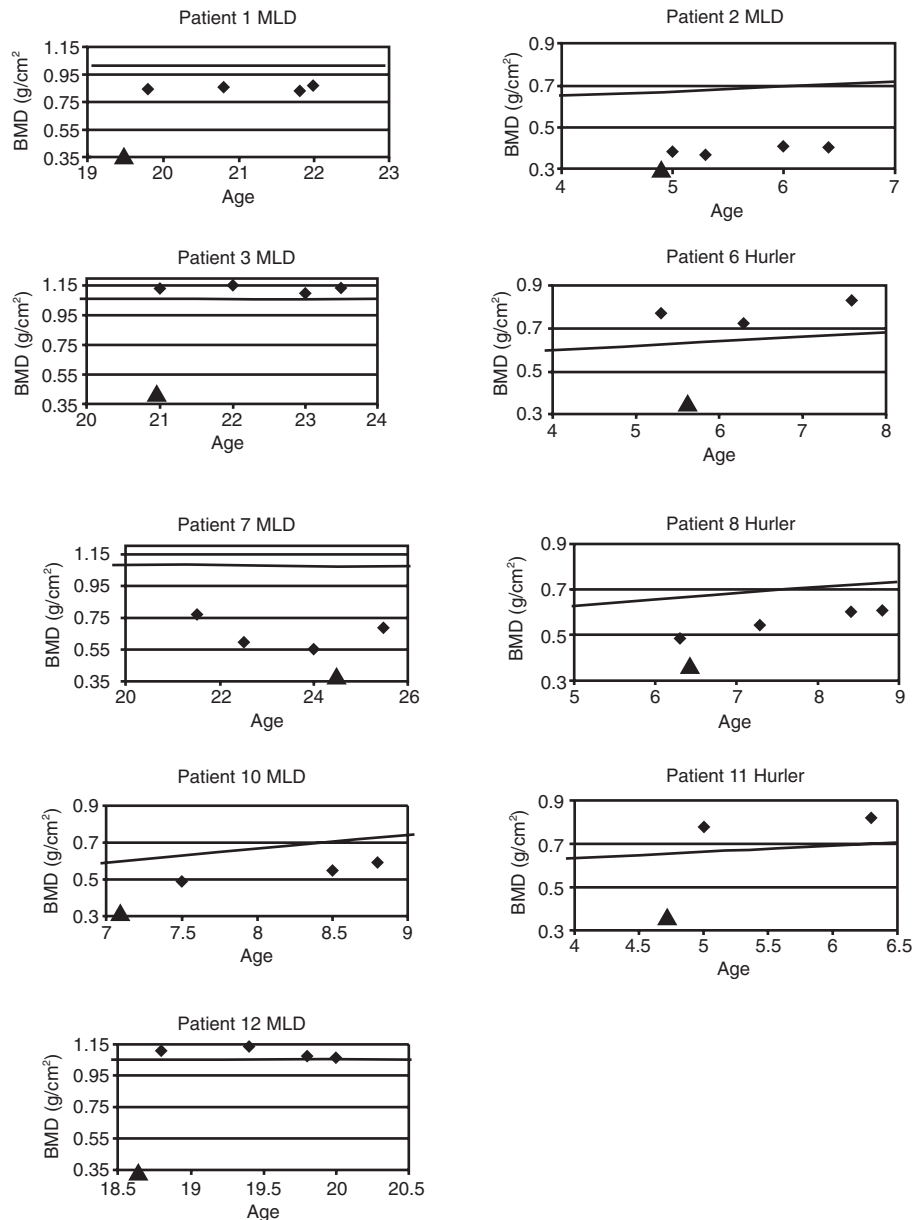 Patient 1 MLD
BMD (g/cm²)
1.15
0.95
0.75
0.55
0.35
19 20 21 22 23
Age
Patient 2 MLD
BMD (g/cm²)
0.9
0.7
0.5
0.3
4 5 6 7
Age
Patient 3 MLD
BMD (g/cm²)
1.15
0.95
0.75
0.55
0.35
20 21 22 23 24
Age
Patient 6 Hurler
BMD (g/cm²)
0.9
0.7
0.5
0.3
4 5 6 7 8
Age
Patient 7 MLD
BMD (g/cm²)
1.15
0.95
0.75
0.55
0.35
20 22 24 26
Age
Patient 8 Hurler
BMD (g/cm²)
0.9
0.7
0.5
0.3
5 6 7 8 9
Age
Patient 10 MLD
BMD (g/cm²)
0.9
0.7
0.5
0.3
7 7.5 8 8.5 9
Age
Patient 11 Hurler
BMD (g/cm²)
0.9
0.7
0.5
0.3
4 4.5 5 5.5 6 6.5
Age
Patient 12 MLD
BMD (g/cm²)
1.15
0.95
0.75
0.55
0.35
18.5 19 19.5 20 20.5
Age